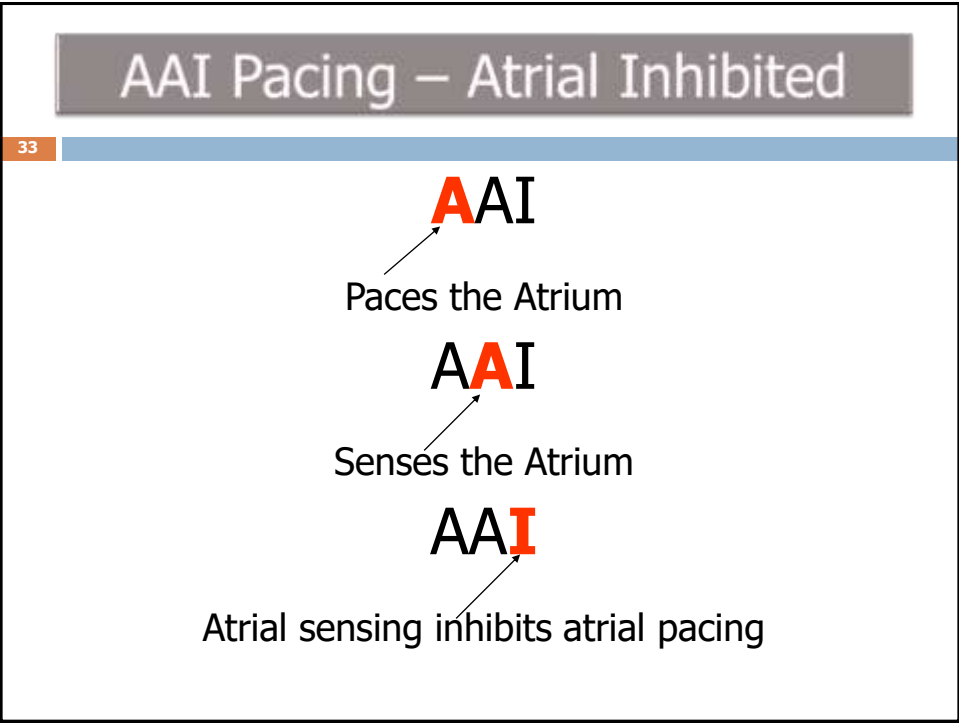 AAI Pacing – Atrial Inhibited
33
AAI
Paces the Atrium
AAI
Senses the Atrium
AAI
Atrial sensing inhibits atrial pacing